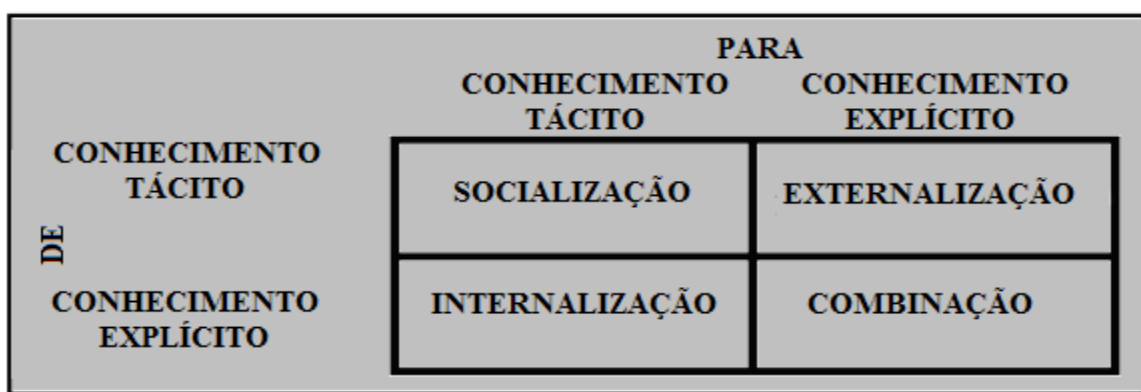 PARA
CONHECIMENTO TÁCITO
CONHECIMENTO EXPLÍCITO
CONHECIMENTO
TÁCITO
SOCIALIZAÇÃO
EXTERNALIZAÇÃO
DE
CONHECIMENTO
EXPLÍCITO
INTERNALIZAÇÃO
COMBINAÇÃO